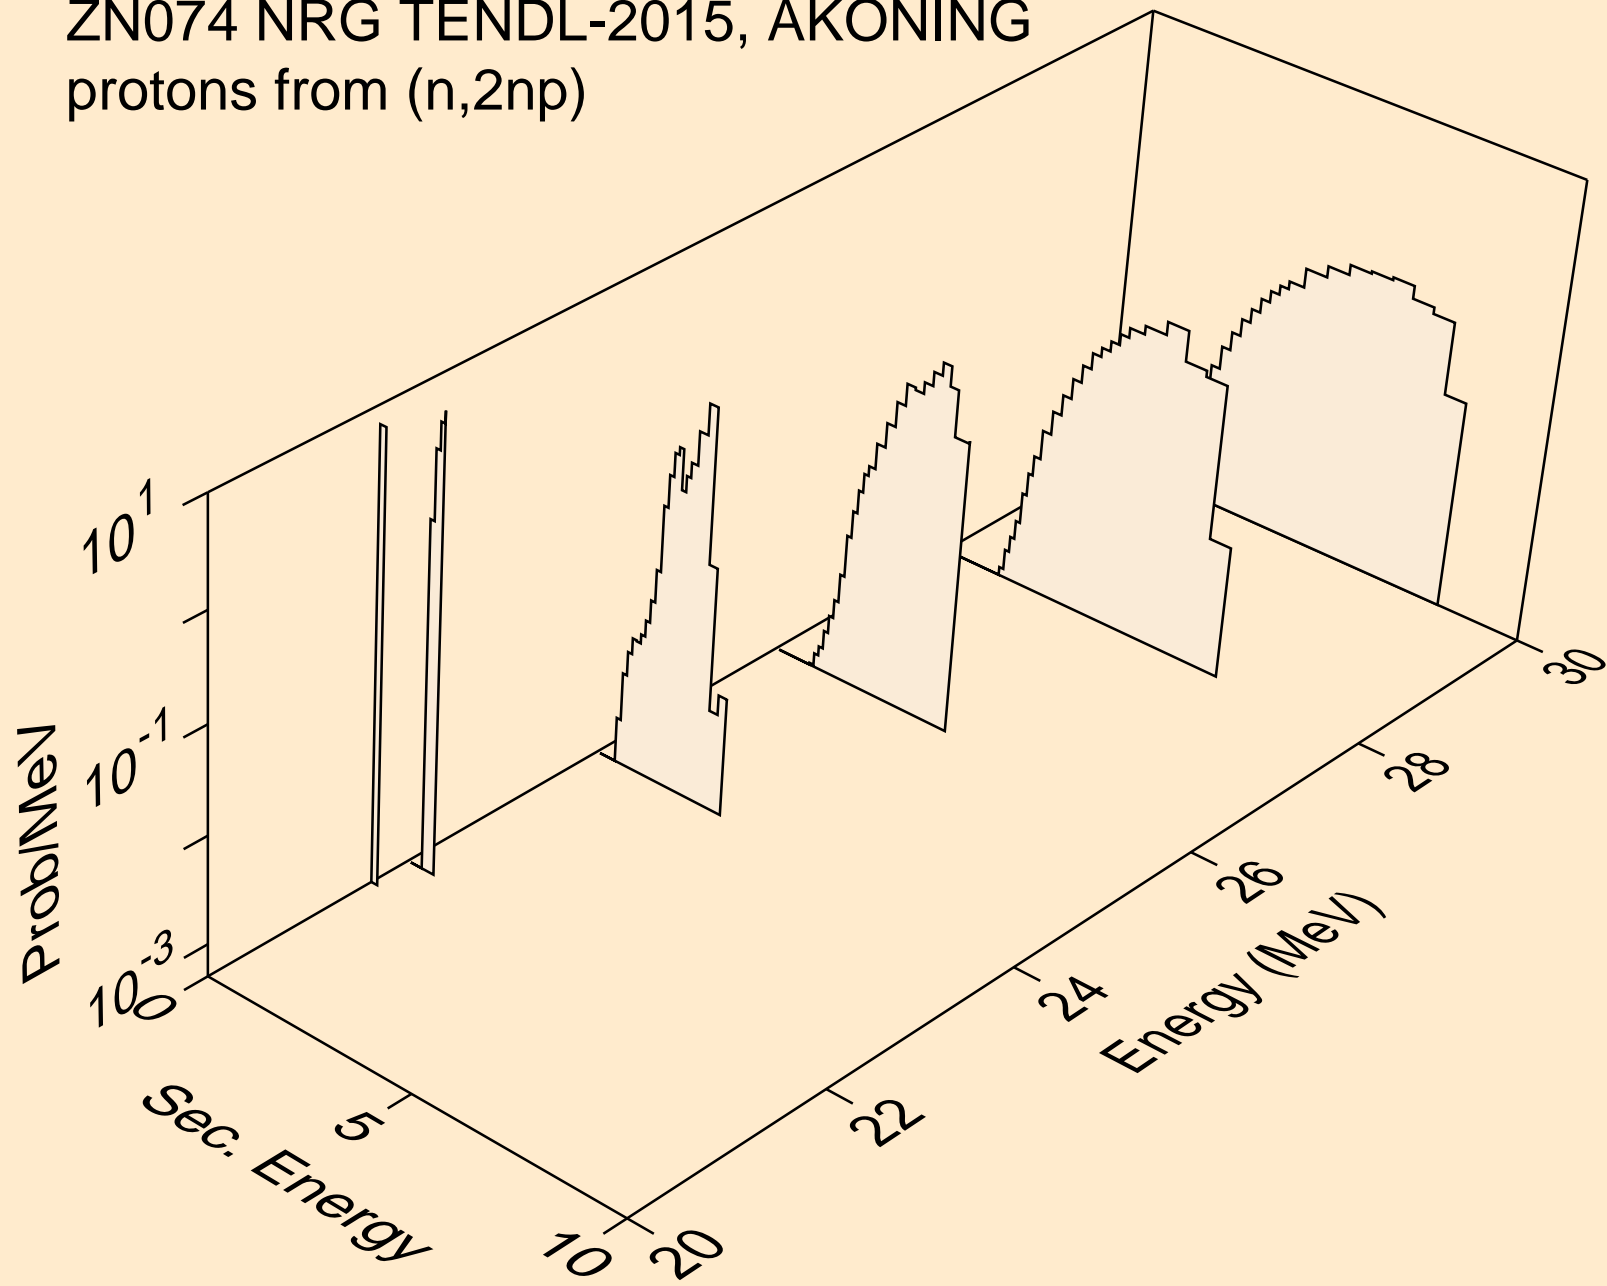 ZN074 NRG TENDL-2015, AKONING
protons from (n,2np)
10^1
10^-1
10^-3
Prob/MeV
0
5
10
Sec. Energy
20
22
24
26
28
30
Energy (MeV)